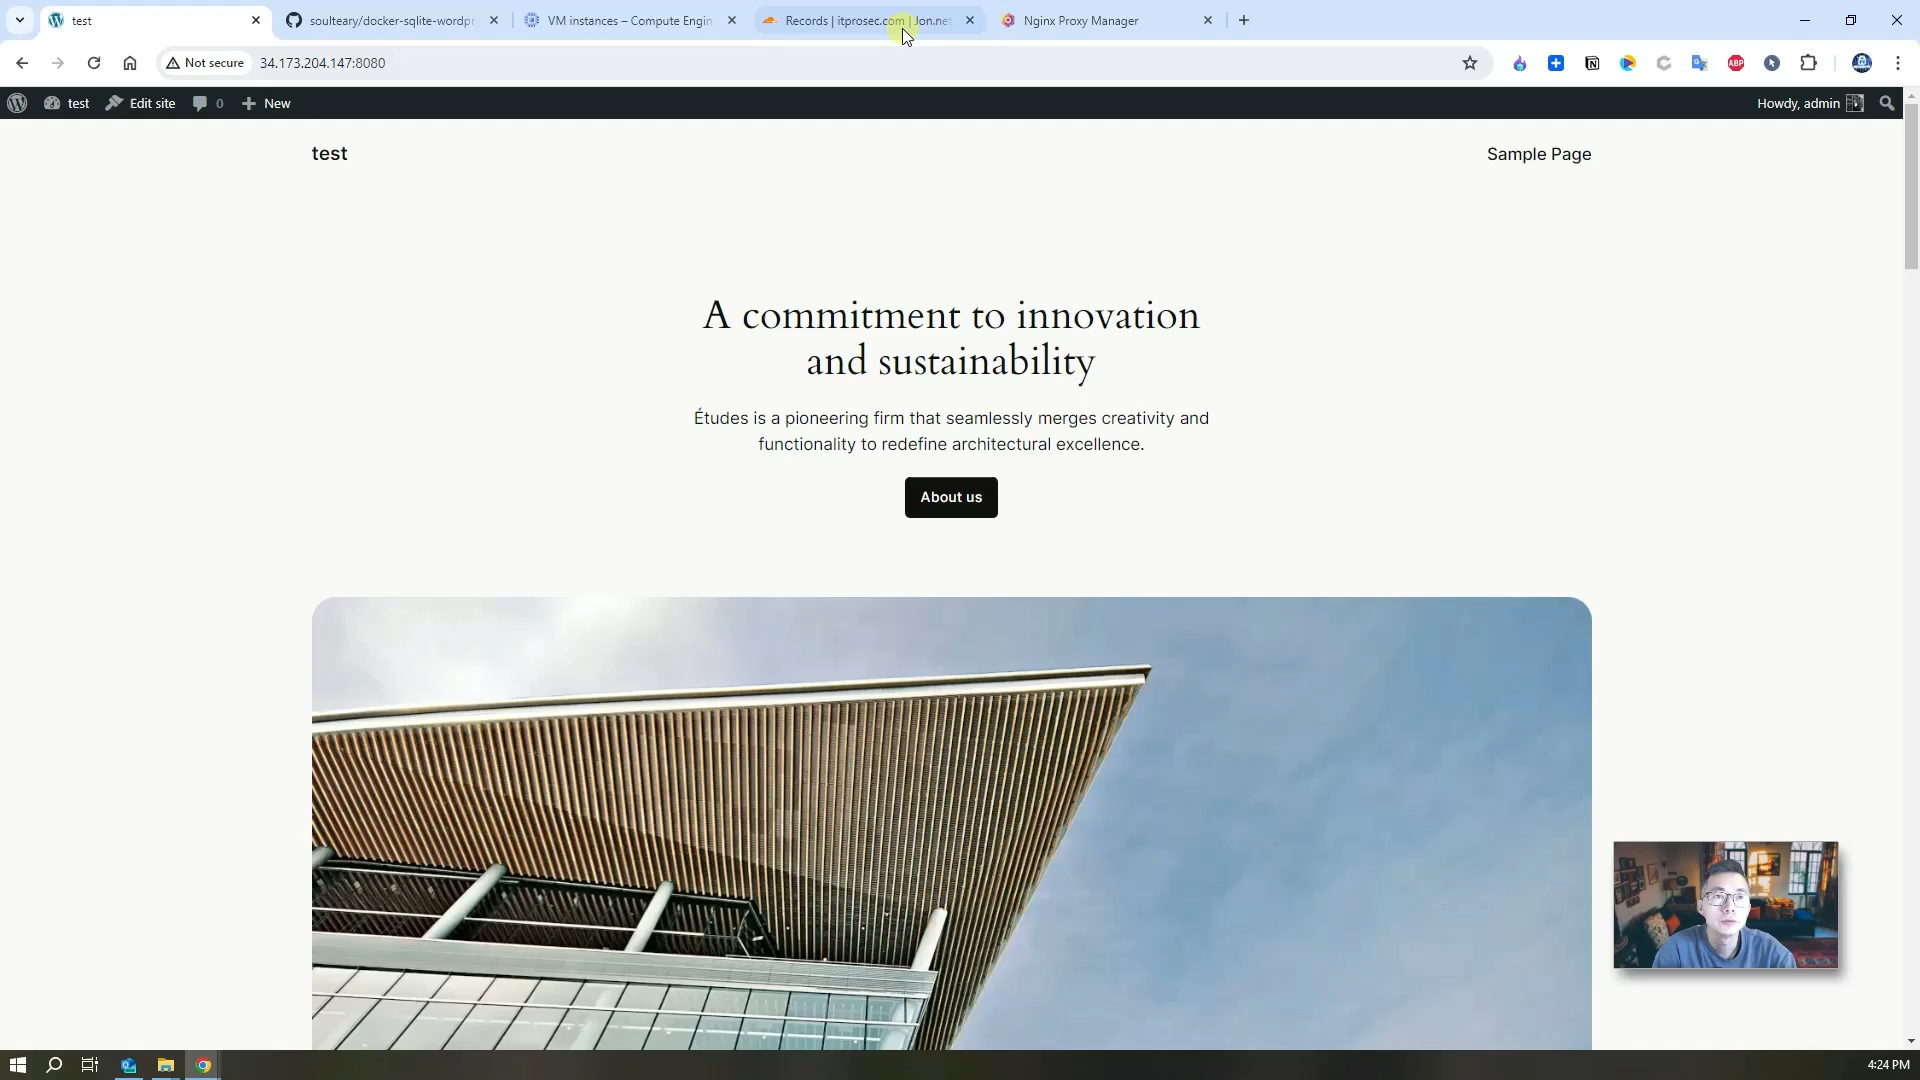 test
soulteary/docker-sqlite-wordpr
VM instances – Compute Engin
Records | itprosec.com | Jon.net
Nginx Proxy Manager
Not secure
34.173.204.147:8080
ABP
test
Edit site
0
New
Howdy, admin
test
Sample Page
A commitment to innovation
and sustainability
Études is a pioneering firm that seamlessly merges creativity and
functionality to redefine architectural excellence.
About us
4:24 PM